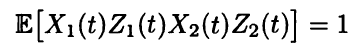 𝔼[X₁(t)Z₁(t)X₂(t)Z₂(t)] = 1